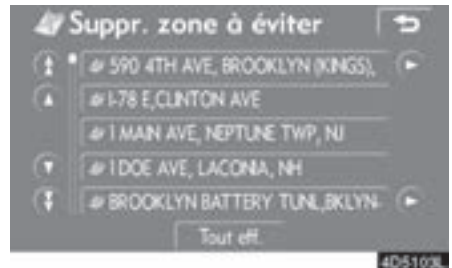 Suppr. zone à éviter
590 4TH AVE, BROOKLYN (KINGS),
I-78 E,CLINTON AVE
1 MAIN AVE, NEPTUNE TWP, NJ
1 DOE AVE, LACONIA, NH
BROOKLYN BATTERY TUNL,BKLYN-
Tout eff.
4D5103L